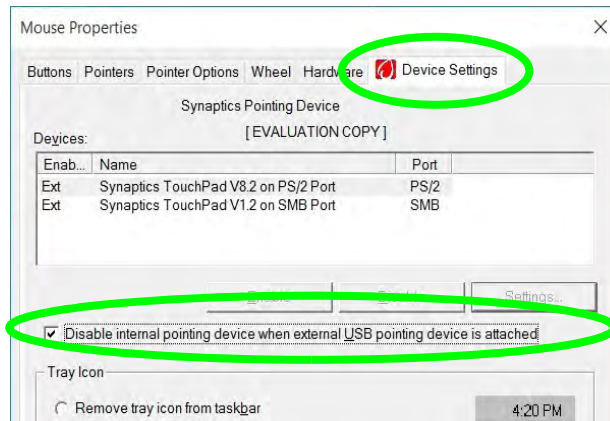 Mouse Properties
Buttons Pointers Pointer Options Wheel Hardware Device Settings
Synaptics Pointing Device
[ EVALUATION COPY ]
Devices:
Enab... Name Port
Ext Synaptics TouchPad V8.2 on PS/2 Port PS/2
Ext Synaptics TouchPad V1.2 on SMB Port SMB
Settings...
Disable internal pointing device when external USB pointing device is attached
Tray Icon
Remove tray icon from taskbar
4:20 PM